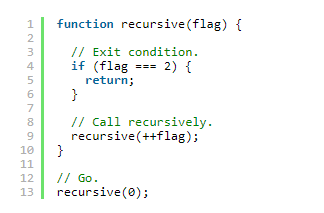 1 function recursive(flag) {
2
3 // Exit condition.
4 if (flag === 2) {
5 return;
6 }
7
8 // Call recursively.
9 recursive(++flag);
10 }
11
12 // Go.
13 recursive(0);